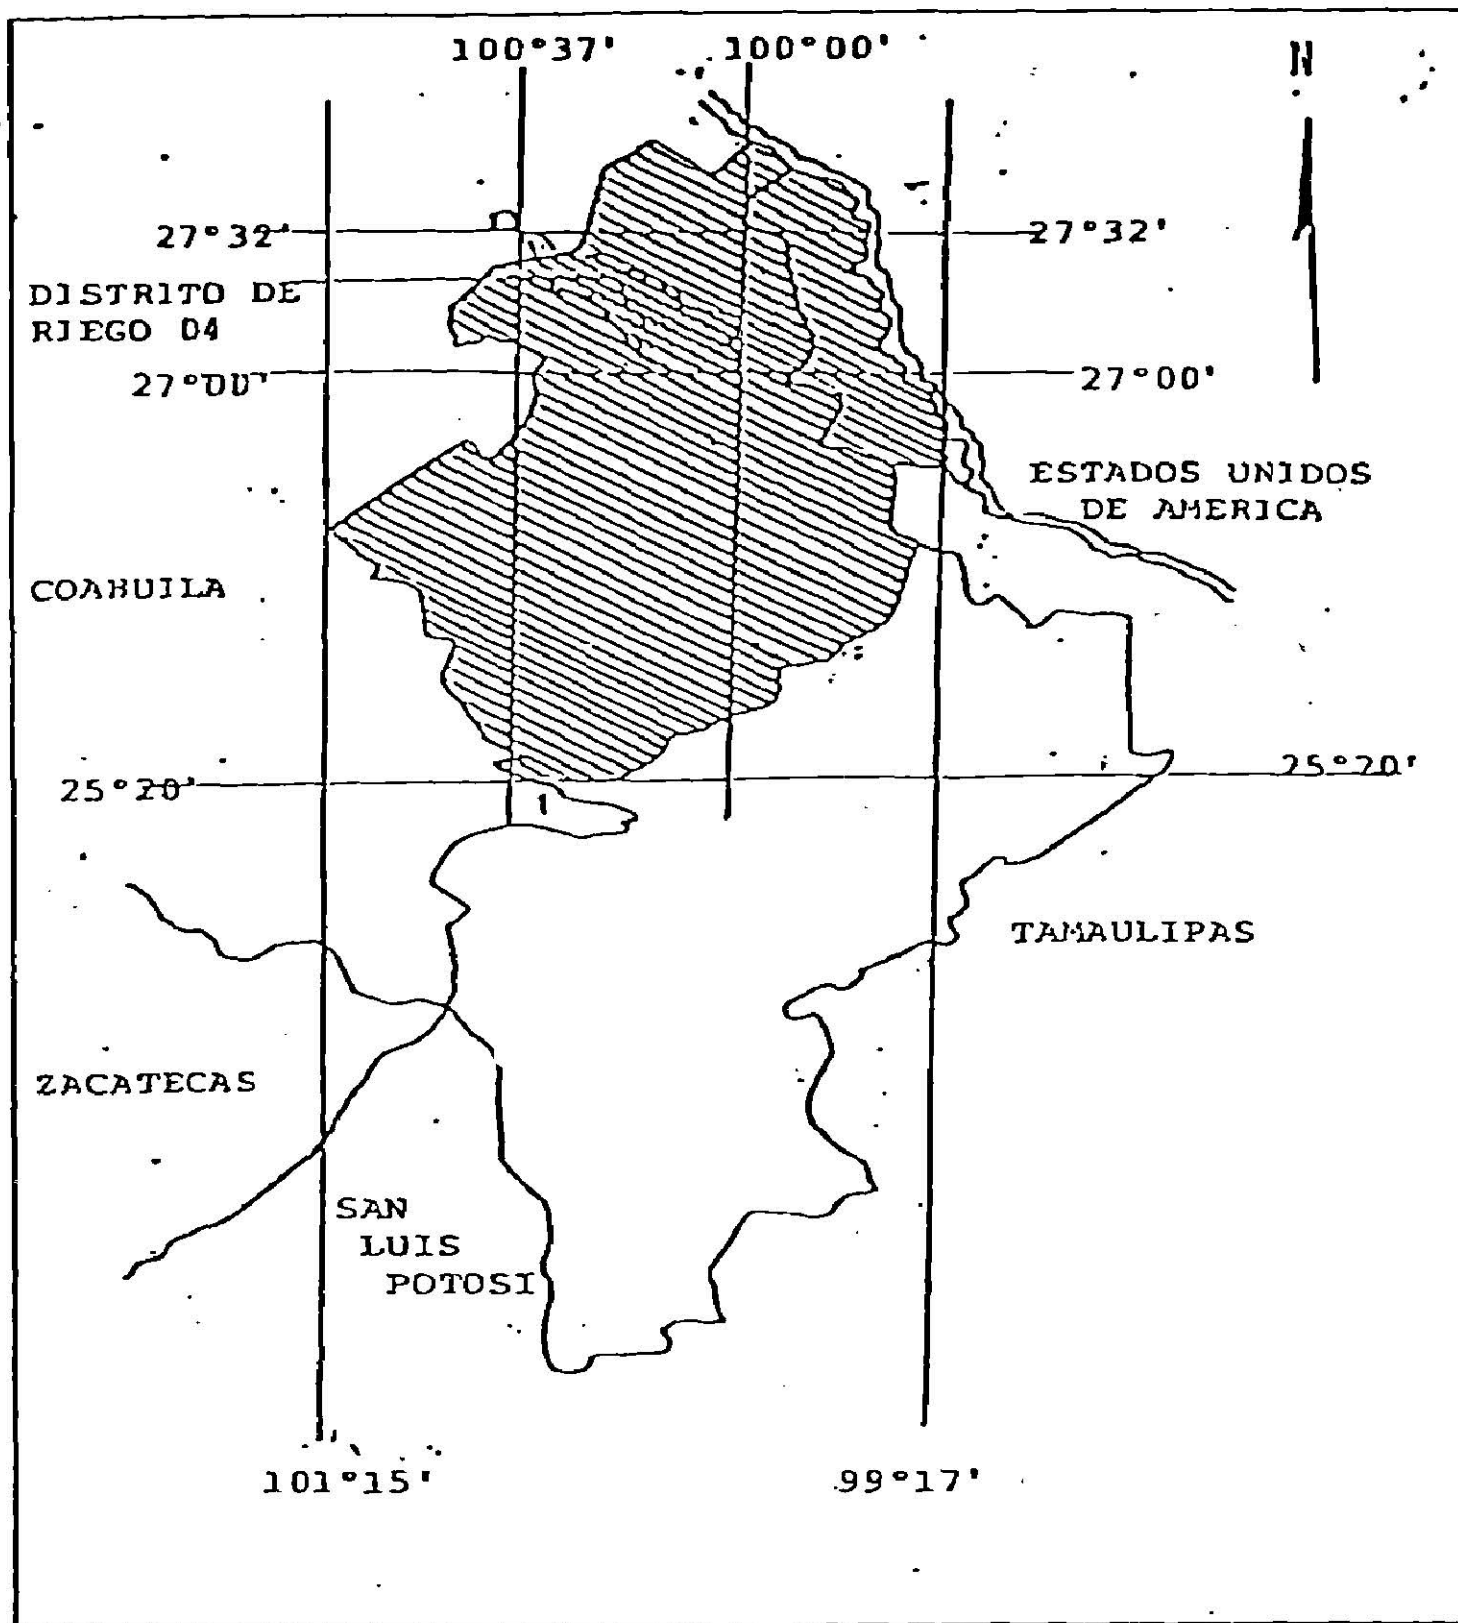 100°37' 100°00'
N
27°32' 27°32'
DISTRITO DE
RIEGO 04
27°00' 27°00'
ESTADOS UNIDOS
DE AMERICA
COAHUILA
25°20' 25°20'
TAMAULIPAS
ZACATECAS
SAN
LUIS
POTOSI
101°15' 99°17'